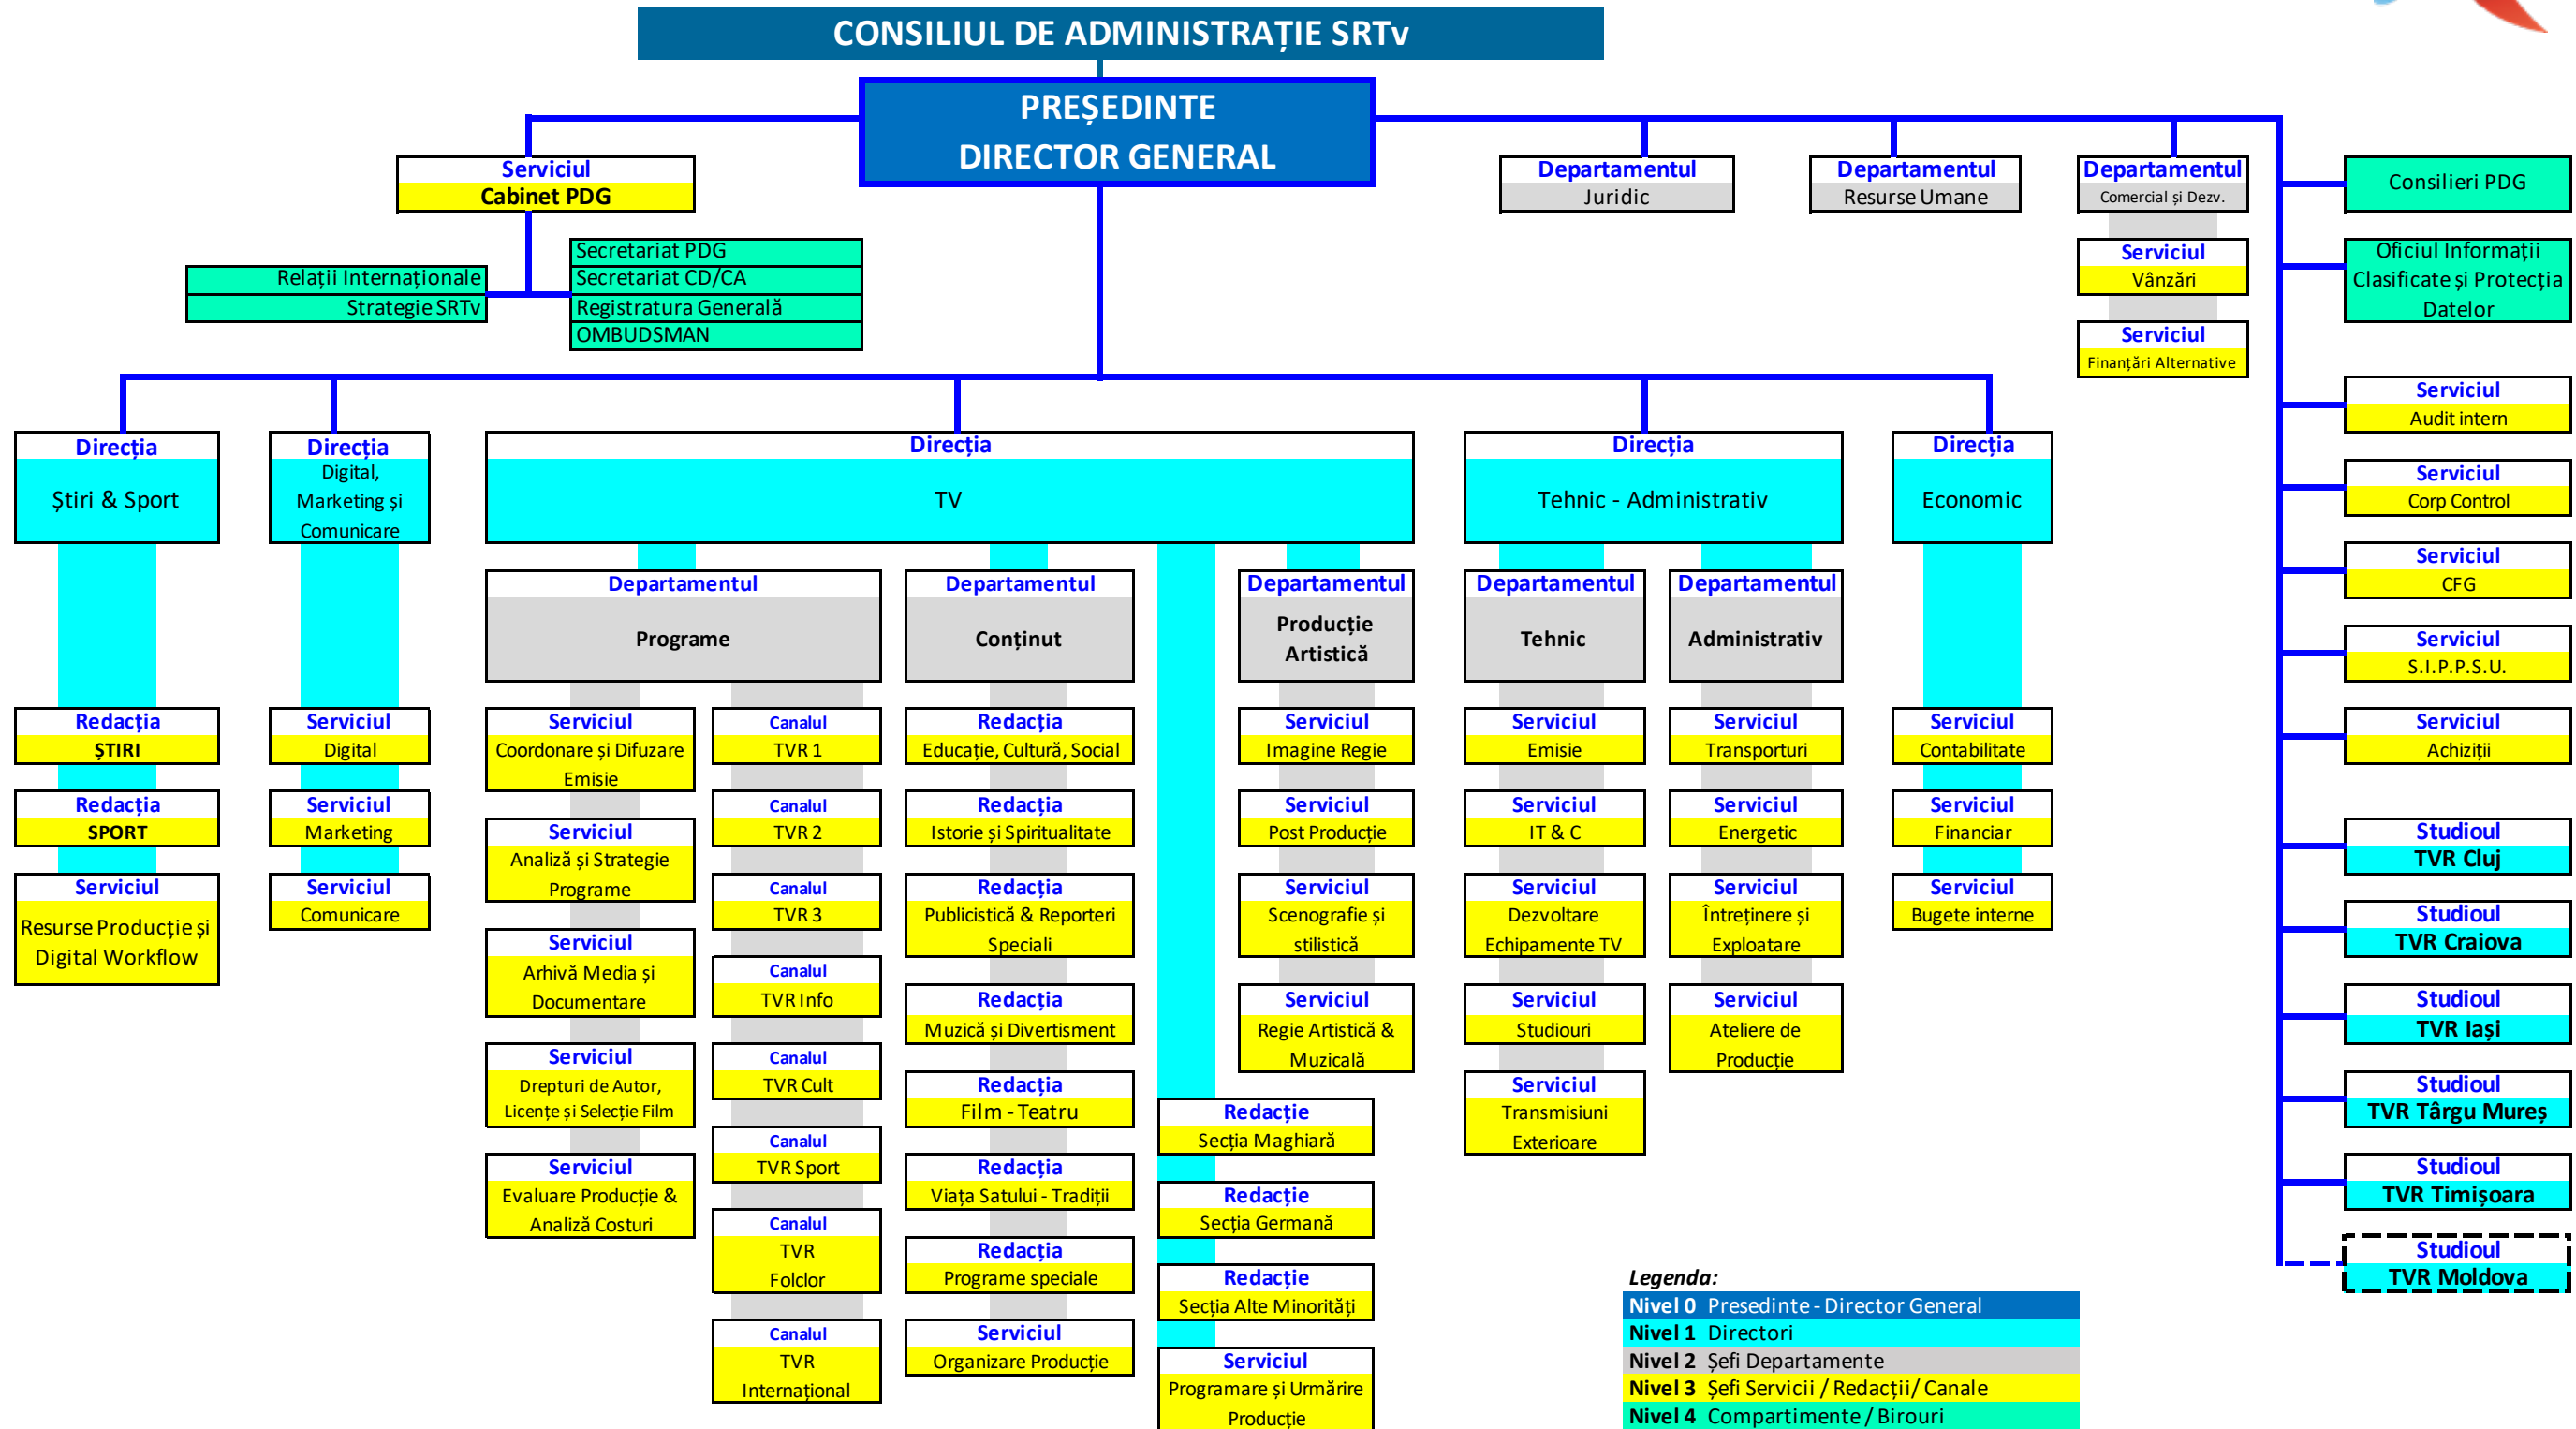 CONSILIUL DE ADMINISTRAȚIE SRTv
PREȘEDINTE
DIRECTOR GENERAL
Serviciul
Cabinet PDG
Relații Internaționale
Strategie SRTv
Secretariat PDG
Secretariat CD/CA
Registratura Generală
OMBUDSMAN
Departamentul
Juridic
Departamentul
Resurse Umane
Departamentul
Comercial și Dezv.
Serviciul
Vânzări
Serviciul
Finanțări Alternative
Consilieri PDG
Oficiul Informații
Clasificate și Protecția
Datelor
Serviciul
Audit intern
Serviciul
Corp Control
Serviciul
CFG
Serviciul
S.I.P.P.S.U.
Serviciul
Achiziții
Studioul
TVR Cluj
Studioul
TVR Craiova
Studioul
TVR Iași
Studioul
TVR Târgu Mureș
Studioul
TVR Timișoara
Studioul
TVR Moldova
Direcția
Știri & Sport
Redacția
ȘTIRI
Redacția
SPORT
Serviciul
Resurse Producție și
Digital Workflow
Direcția
Digital,
Marketing și
Comunicare
Serviciul
Digital
Serviciul
Marketing
Serviciul
Comunicare
Direcția
TV
Departamentul
Programe
Serviciul
Coordonare și Difuzare
Emisie
Serviciul
Analiză și Strategie
Programe
Serviciul
Arhivă Media și
Documentare
Serviciul
Drepturi de Autor,
Licențe și Selecție Film
Serviciul
Evaluare Producție &
Analiză Costuri
Canalul
TVR 1
Canalul
TVR 2
Canalul
TVR 3
Canalul
TVR Info
Canalul
TVR Cult
Canalul
TVR Sport
Canalul
TVR
Folclor
Canalul
TVR
Internațional
Departamentul
Conținut
Redacția
Educație, Cultură, Social
Redacția
Istorie și Spiritualitate
Redacția
Publicistică & Reporteri
Speciali
Redacția
Muzică și Divertisment
Redacția
Film - Teatru
Redacția
Viața Satului - Tradiții
Redacția
Programe speciale
Serviciul
Organizare Producție
Departamentul
Producție
Artistică
Serviciul
Imagine Regie
Serviciul
Post Producție
Serviciul
Scenografie și
stilistică
Serviciul
Regie Artistică &
Muzicală
Redacție
Secția Maghiară
Redacție
Secția Germană
Redacție
Secția Alte Minorități
Serviciul
Programare și Urmărire
Producție
Direcția
Tehnic - Administrativ
Departamentul
Tehnic
Serviciul
Emisie
Serviciul
IT & C
Serviciul
Dezvoltare
Echipamente TV
Serviciul
Studiouri
Serviciul
Transmisiuni
Exterioare
Departamentul
Administrativ
Serviciul
Transporturi
Serviciul
Energetic
Serviciul
Întreținere și
Exploatare
Serviciul
Ateliere de
Producție
Direcția
Economic
Serviciul
Contabilitate
Serviciul
Financiar
Serviciul
Bugete interne
Legenda:
Nivel 0 Presedinte - Director General
Nivel 1 Directori
Nivel 2 Șefi Departamente
Nivel 3 Șefi Servicii / Redacții/ Canale
Nivel 4 Compartimente / Birouri